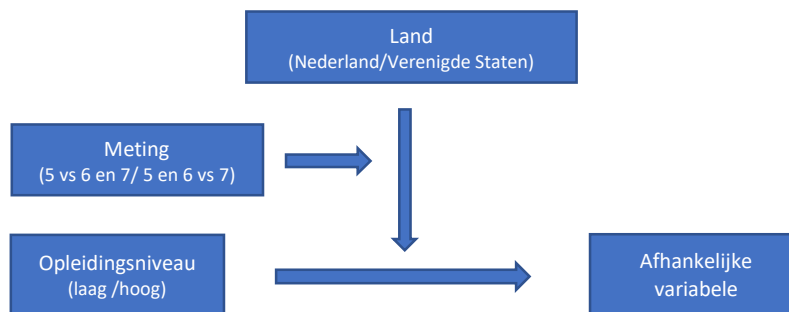 Land
(Nederland/Verenigde Staten)
Meting
(5 vs 6 en 7/ 5 en 6 vs 7)
Opleidingsniveau
(laag /hoog)
Afhankelijke
variabele